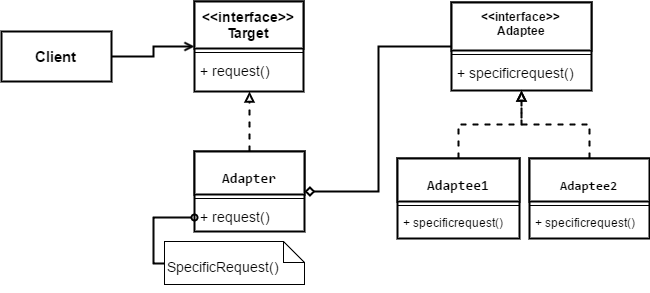 Client
<<interface>>
Target
+ request()
<<interface>>
Adaptee
+ specificrequest()
Adapter
+ request()
SpecificRequest()
Adaptee1
+ specificrequest()
Adaptee2
+ specificrequest()